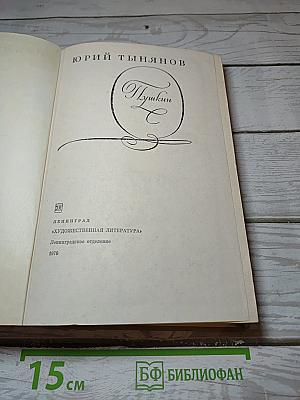 ЮРИЙ ТЫНЯНОВ
Пушкин
ЛЕНИНГРАД
«ХУДОЖЕСТВЕННАЯ ЛИТЕРАТУРА»
Ленинградское отделение
15 см
БФ БИБЛИОФАН